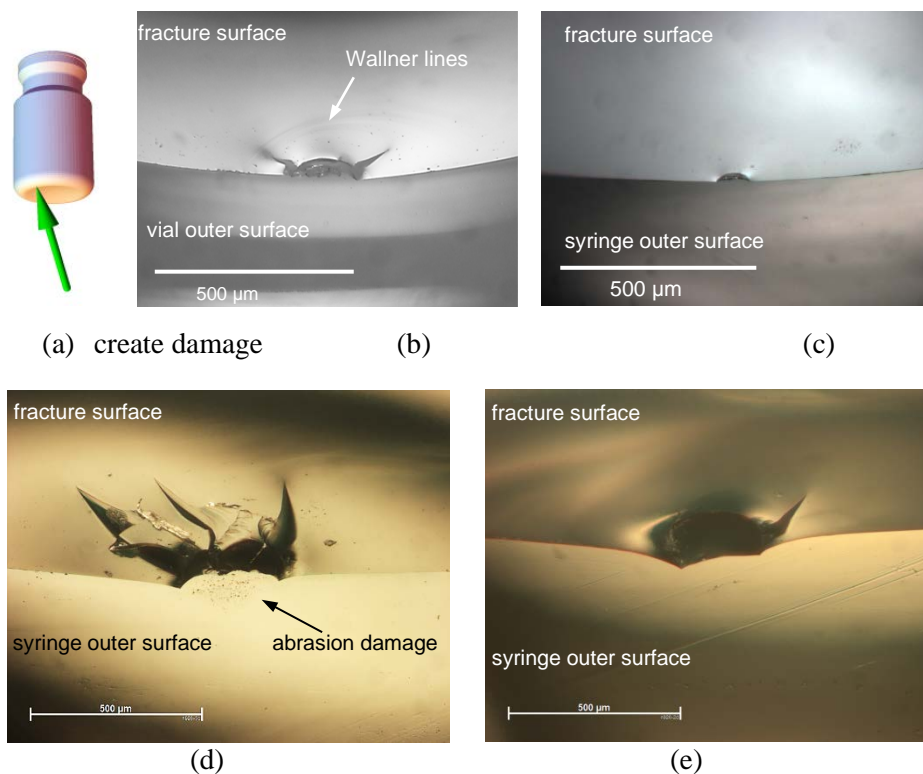 fracture surface
Wallner lines
vial outer surface
500 µm
(a) create damage
(b)
fracture surface
syringe outer surface
500 µm
(c)
fracture surface
syringe outer surface
abrasion damage
500 µm
(d)
fracture surface
syringe outer surface
500 µm
(e)